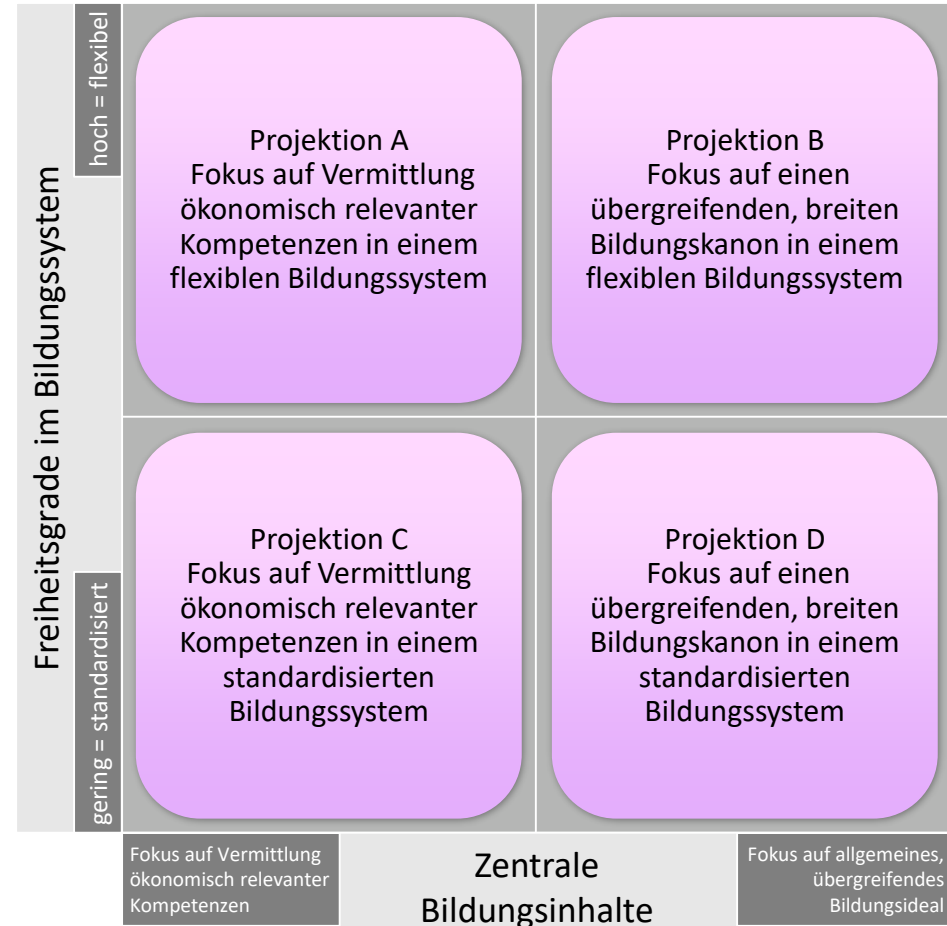 Freiheitsgrade im Bildungssystem
hoch = flexibel
gering = standardisiert
Projektion A
Fokus auf Vermittlung
ökonomisch relevanter
Kompetenzen in einem
flexiblen Bildungssystem
Projektion B
Fokus auf einen
übergreifenden, breiten
Bildungskanon in einem
flexiblen Bildungssystem
Projektion C
Fokus auf Vermittlung
ökonomisch relevanter
Kompetenzen in einem
standardisierten
Bildungssystem
Projektion D
Fokus auf einen
übergreifenden, breiten
Bildungskanon in einem
standardisierten
Bildungssystem
Fokus auf Vermittlung
ökonomisch relevanter
Kompetenzen
Zentrale
Bildungsinhalte
Fokus auf allgemeines,
übergreifendes
Bildungsideal